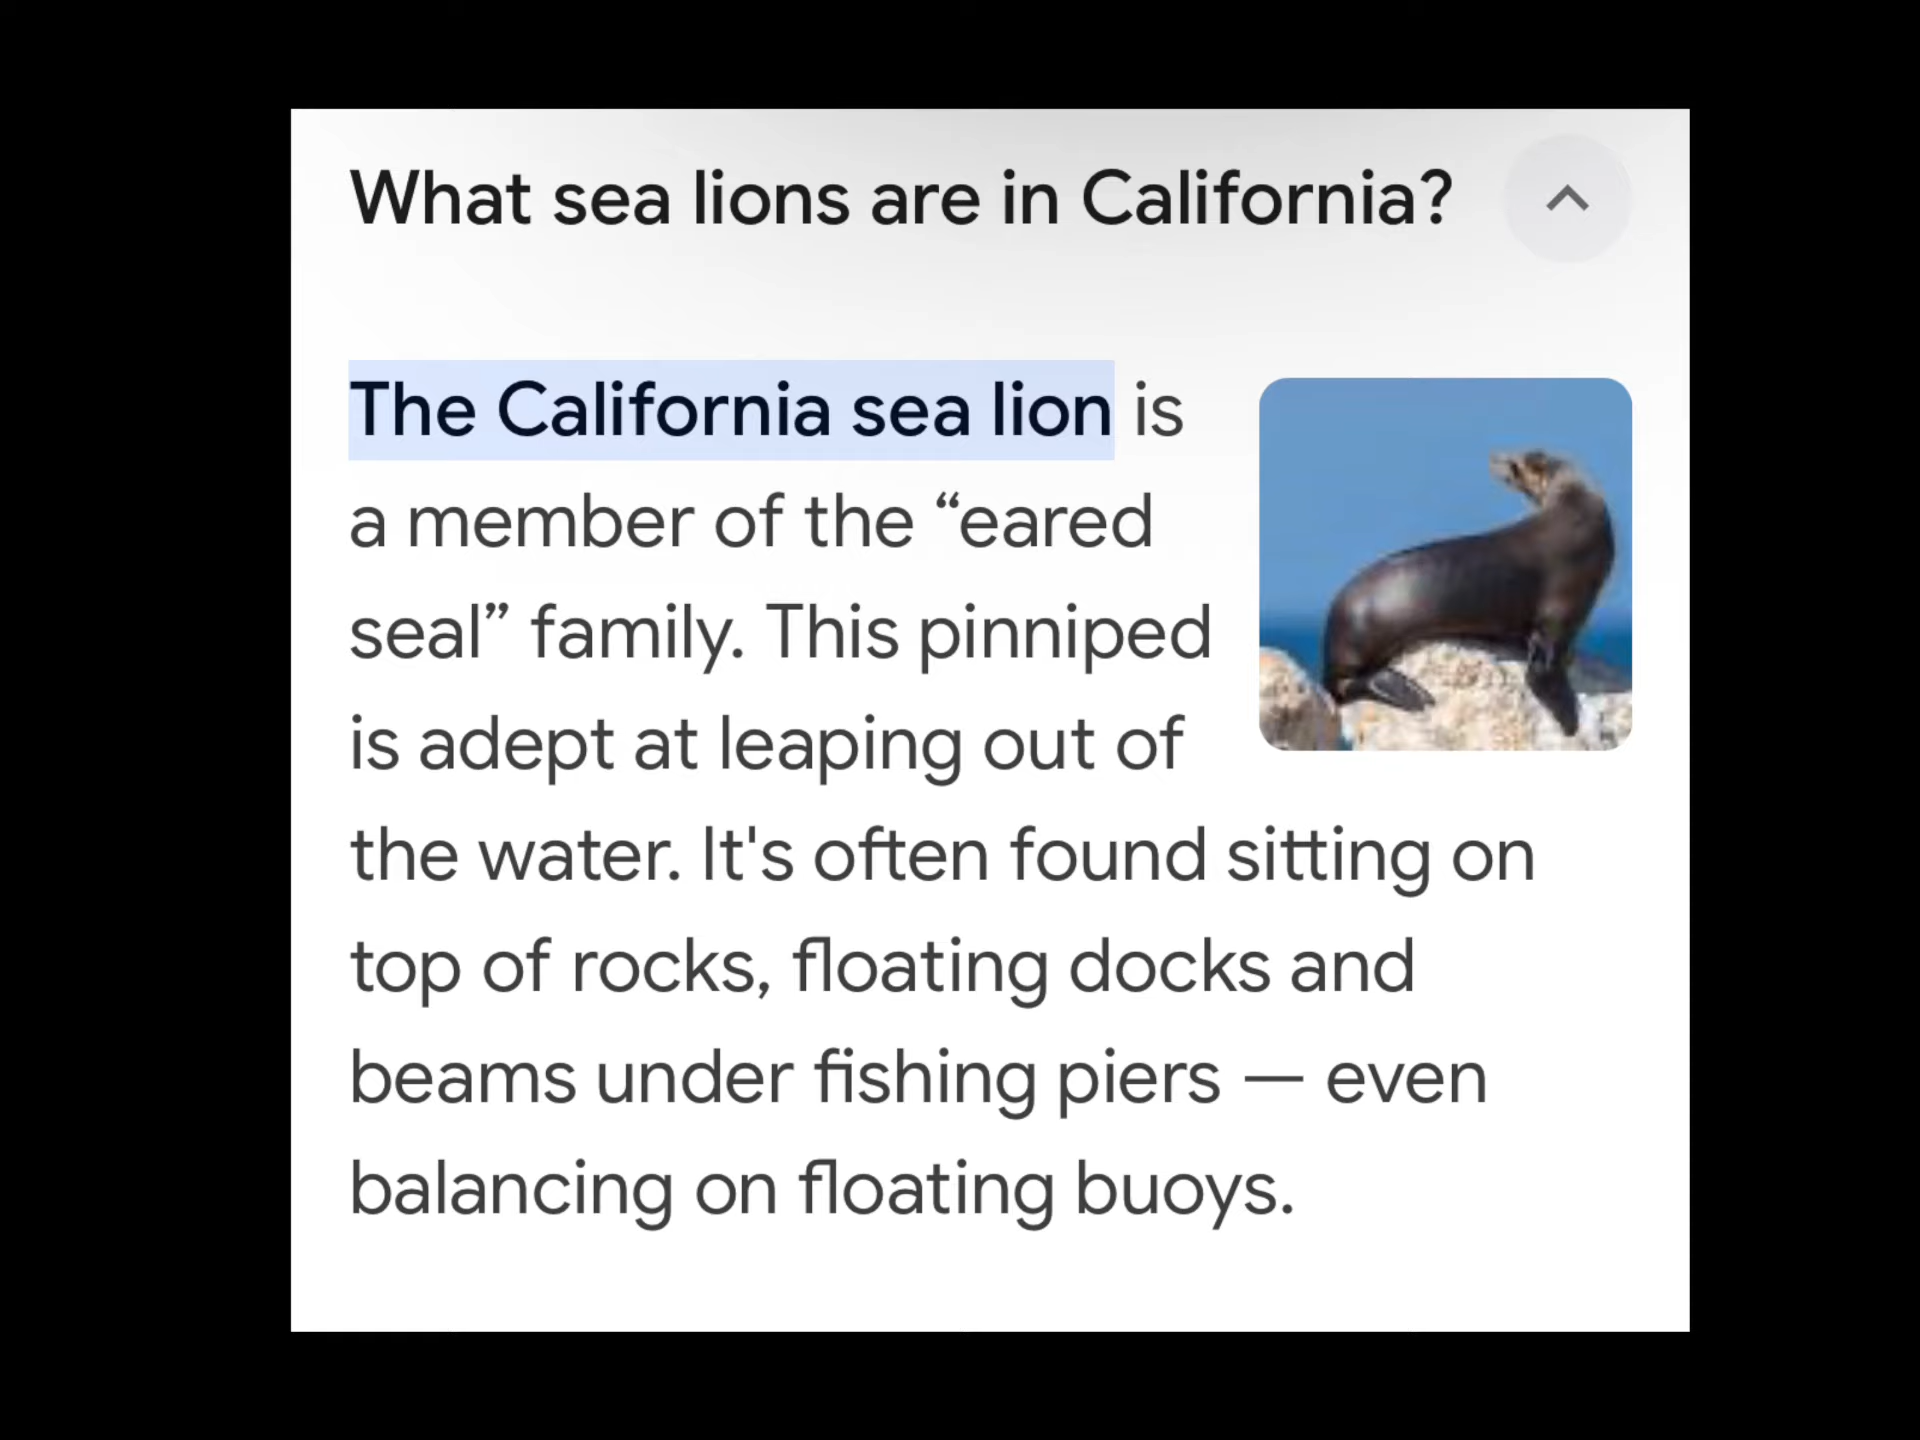 What sea lions are in California?
The California sea lion is
a member of the “eared
seal” family. This pinniped
is adept at leaping out of
the water. It's often found sitting on
top of rocks, floating docks and
beams under fishing piers — even
balancing on floating buoys.